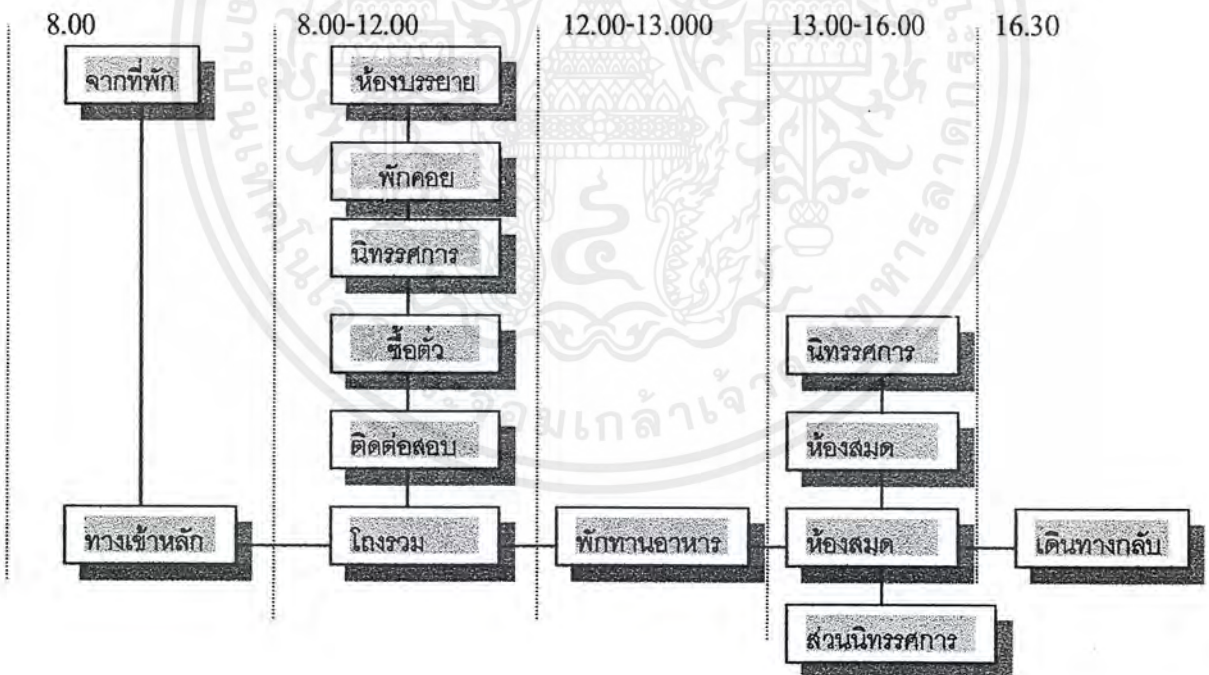 8.00 8.00-12.00 12.00-13.000 13.00-16.00 16.30
จากที่พัก ห้องบรรยาย
พักคอย
นิทรรศการ
ซื้อตั๋ว นิทรรศการ
ติดต่อสอบ ห้องสมด
ทางเข้าหลัก โถงรวม พักทานอาหาร ห้องสมด เดินทางกลับ
ส่วนนิทรรศการ